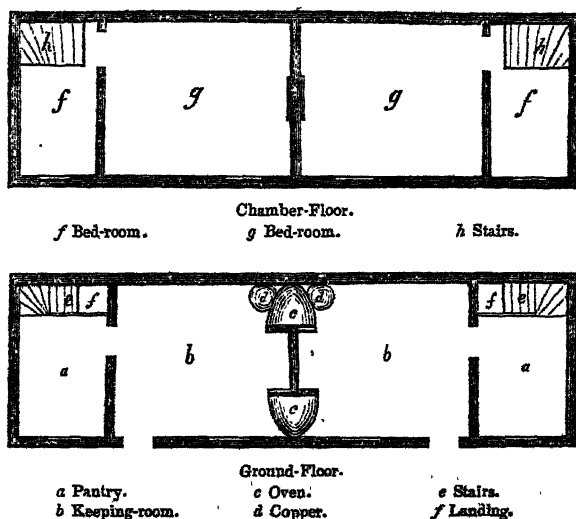 h h
f g g f
Chamber-Floor.
f Bed-room. g Bed-room. h Stairs.
e f d d f e
c
a b b a
c
Ground-Floor.
a Pantry. c Oven. e Stairs.
b Keeping-room. d Copper. f Landing.